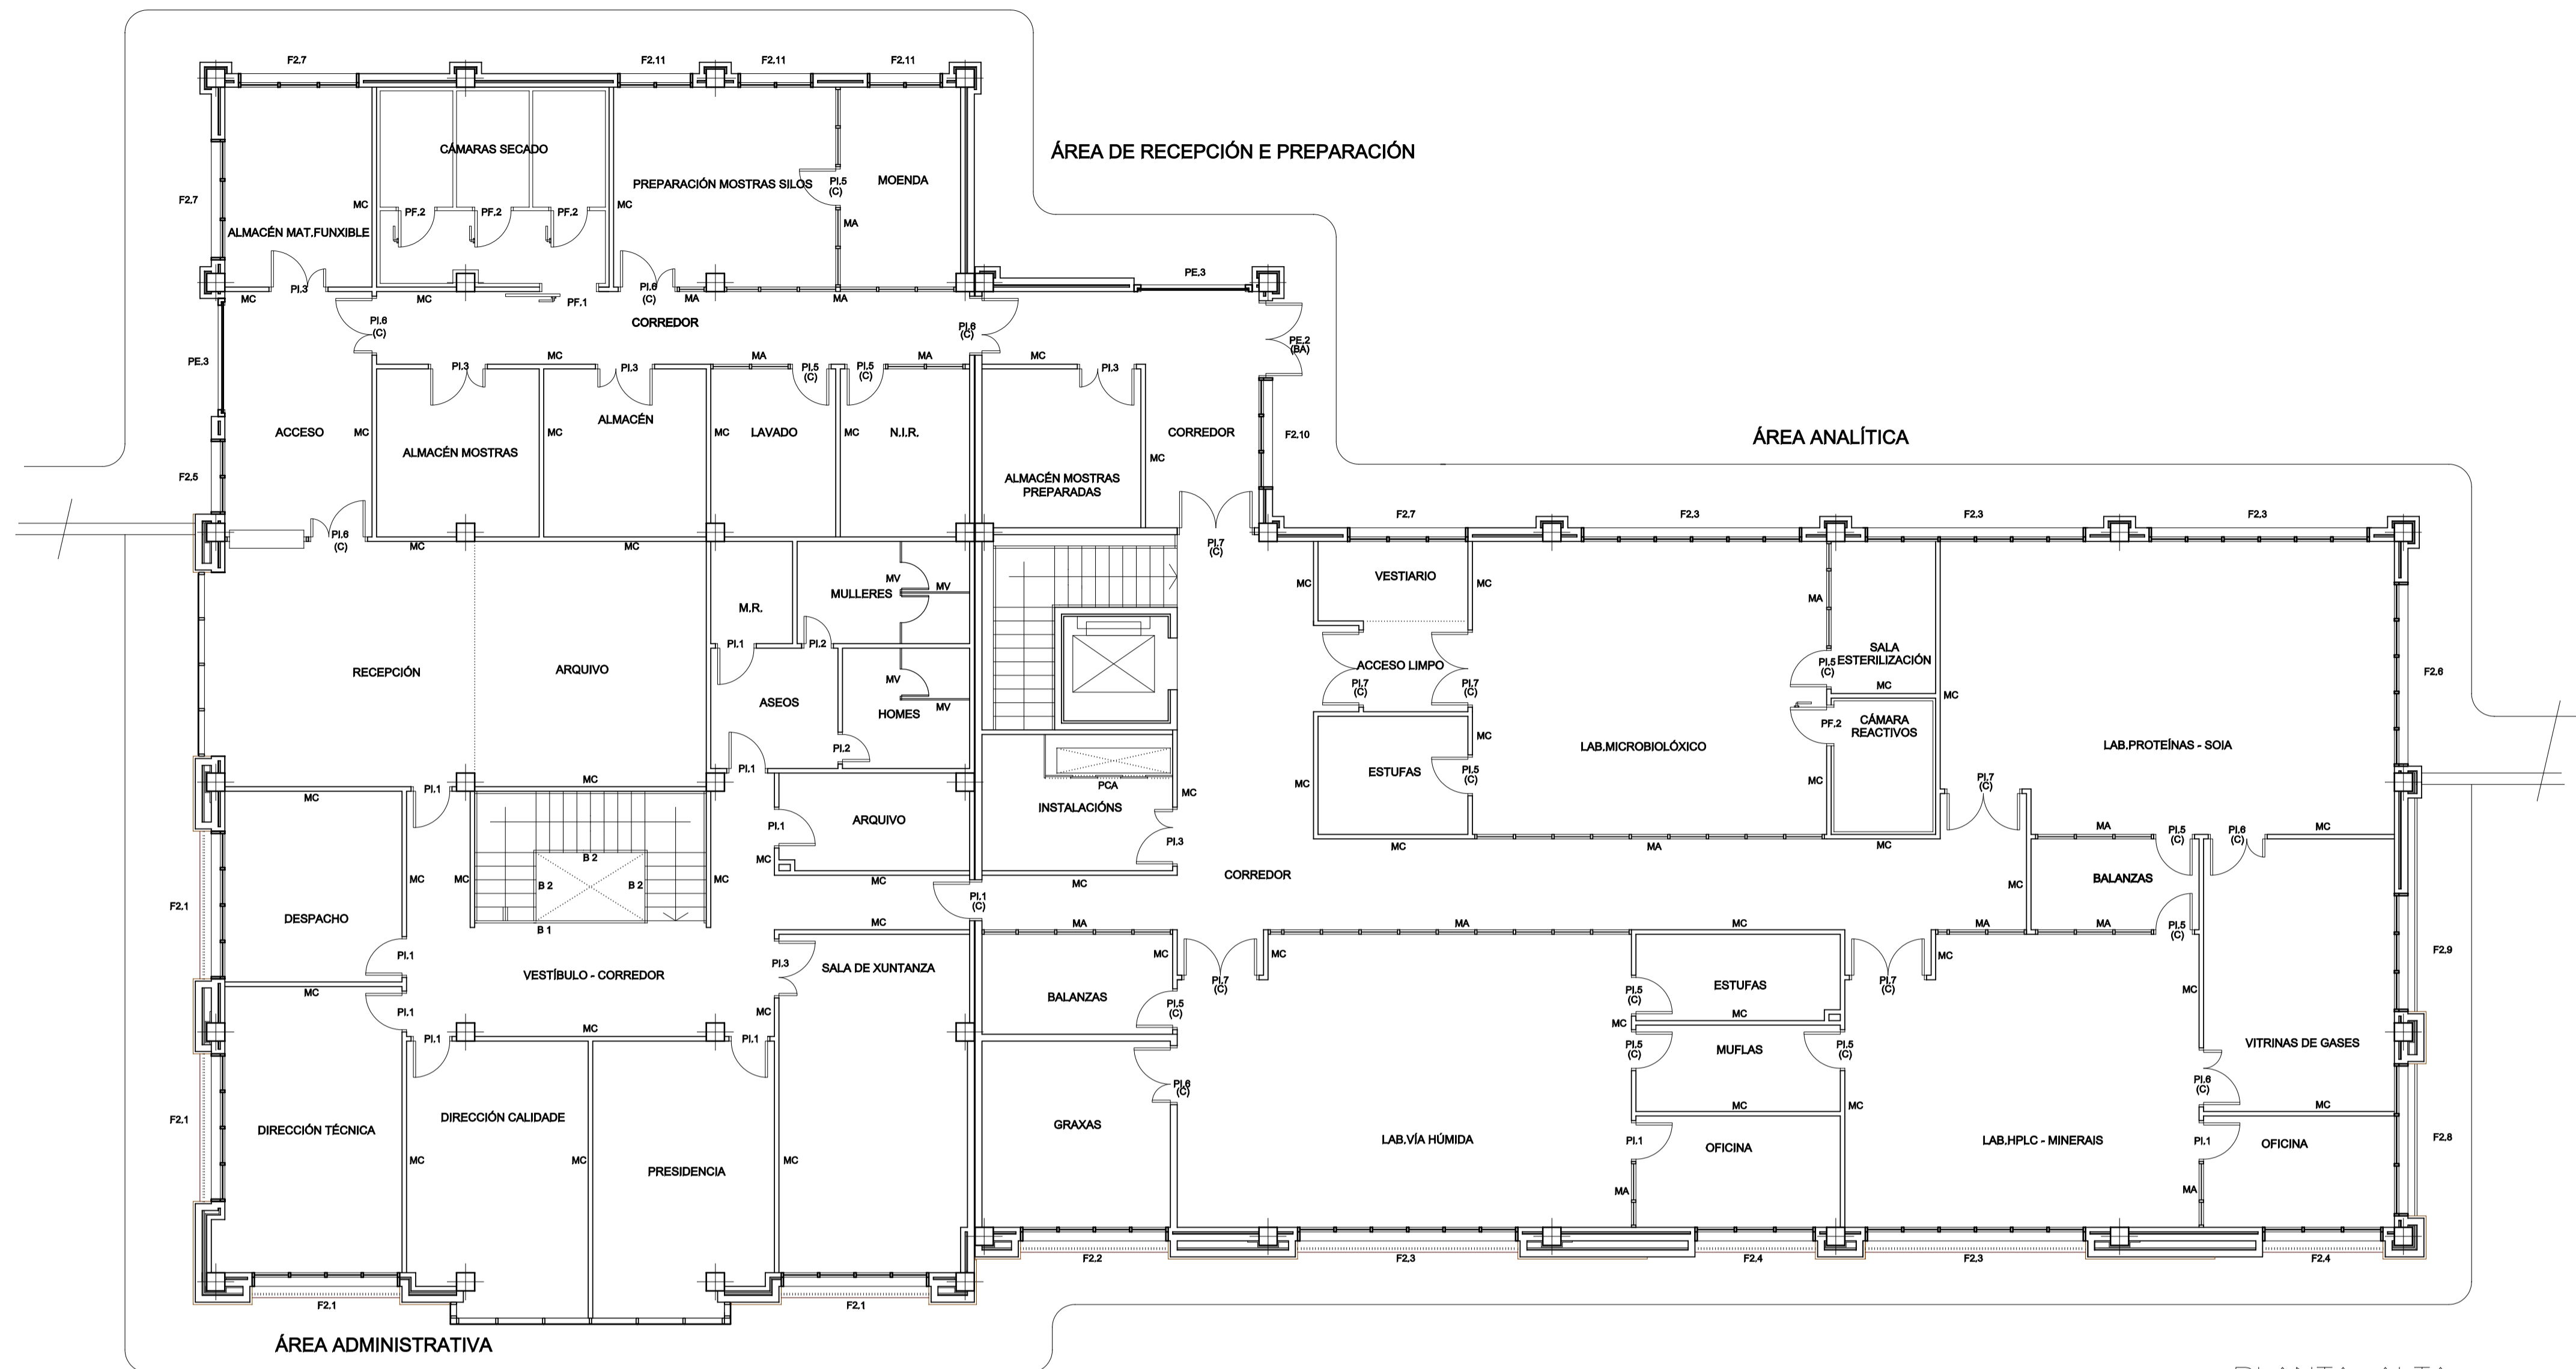 F2.7
F2.11
F2.11
F2.11
CÁMARAS SECADO
ÁREA DE RECEPCIÓN E PREPARACIÓN
PREPARACIÓN MOSTRAS SILOS
PI.5
(C)
MOENDA
F2.7
MC
MC
PF.2
PF.2
PF.2
MA
ALMACÉN MAT.FUNXIBLE
PE.3
PI.3
PI.6
(C)
MC
MC
PF.1
MA
MA
PI.6
(C)
CORREDOR
PI.6
(C)
PE.2
(BA)
PE.3
MC
MA
MA
MC
PI.3
PI.3
PI.5
(C)
PI.5
(C)
PI.3
ALMACÉN
ACCESO
MC
MC
MC
LAVADO
MC
N.I.R.
CORREDOR
F2.10
ÁREA ANALÍTICA
ALMACÉN MOSTRAS
MC
F2.5
ALMACÉN MOSTRAS
PREPARADAS
F2.7
F2.3
F2.3
F2.3
PI.6
(C)
MC
MC
PI.7
(C)
VESTIARIO
MV
MV
MC
MC
MULLERES
MA
M.R.
PI.1
PI.2
SALA
ESTERILIZACIÓN
RECEPCIÓN
ARQUIVO
ACCESO LIMPO
PI.5
(C)
F2.6
MV
PI.7
(C)
PI.7
(C)
MC
MC
ASEOS
MV
HOMES
CÁMARA
REACTIVOS
PF.2
MC
LAB.MICROBIOLÓXICO
LAB.PROTEÍNAS - SOIA
PI.2
PI.1
ESTUFAS
PI.5
(C)
MC
MC
MC
PCA
MC
PI.1
MC
PI.7
(C)
INSTALACIÓNS
ARQUIVO
PI.1
MA
PI.5
(C)
PI.6
(C)
MC
PI.3
MC
MA
MC
B 2
MC
CORREDOR
B 2
B 2
MC
MC
MC
MC
MC
MC
BALANZAS
MC
PI.1
(C)
F2.1
DESPACHO
B 1
MC
MA
MA
MC
MA
MA
PI.5
(C)
PI.1
PI.3
SALA DE XUNTANZA
MC
MC
MC
F2.9
VESTÍBULO - CORREDOR
PI.7
(C)
PI.7
(C)
MC
BALANZAS
PI.5
(C)
ESTUFAS
MC
PI.5
(C)
PI.1
MC
MC
MC
MC
PI.1
PI.1
PI.5
(C)
MUFLAS
PI.5
(C)
VITRINAS DE GASES
PI.6
(C)
PI.6
(C)
F2.1
DIRECCIÓN TÉCNICA
DIRECCIÓN CALIDADE
GRAXAS
MC
MC
MC
LAB.VÍA HÚMIDA
PI.1
OFICINA
LAB.HPLC - MINERAIS
PI.1
OFICINA
F2.8
MC
MC
PRESIDENCIA
MC
MA
MA
F2.2
F2.3
F2.4
F2.3
F2.4
F2.1
F2.1
ÁREA ADMINISTRATIVA